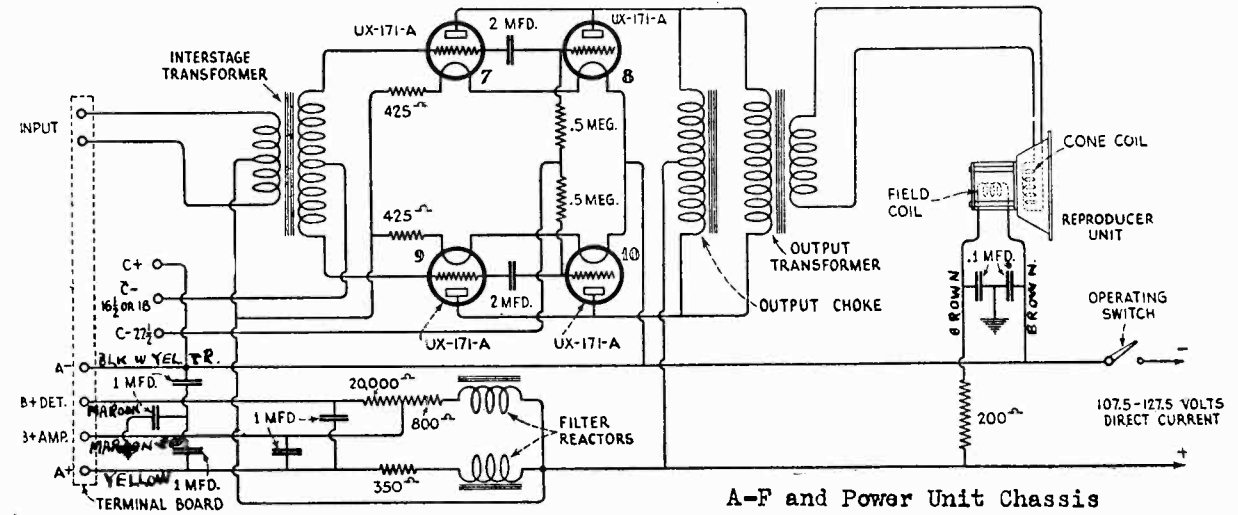 UX-171-A
2 MFD.
UX-171-A
INTERSTAGE
TRANSFORMER
7
8
425 Ω
.5 MEG.
INPUT
CONE COIL
FIELD
COIL
.5 MEG.
425 Ω
REPRODUCER
UNIT
9
10
OUTPUT
TRANSFORMER
C+
.1 MFD.
C-
16½ OR 18
2 MFD.
OUTPUT CHOKE
BROWN
BROWN.
OPERATING
SWITCH
C-22½
UX-171-A
UX-171-A
-
A-
BLK W YEL TR.
1 MFD.
20,000 Ω
B+ DET.
MAROON
1 MFD
800 Ω
FILTER
REACTORS
200 Ω
107.5-127.5 VOLTS
DIRECT CURRENT
B+AMP.
MAROON
1 MFD
+
A+
YELLOW
1 MFD.
350 Ω
TERMINAL BOARD
A-F and Power Unit Chassis